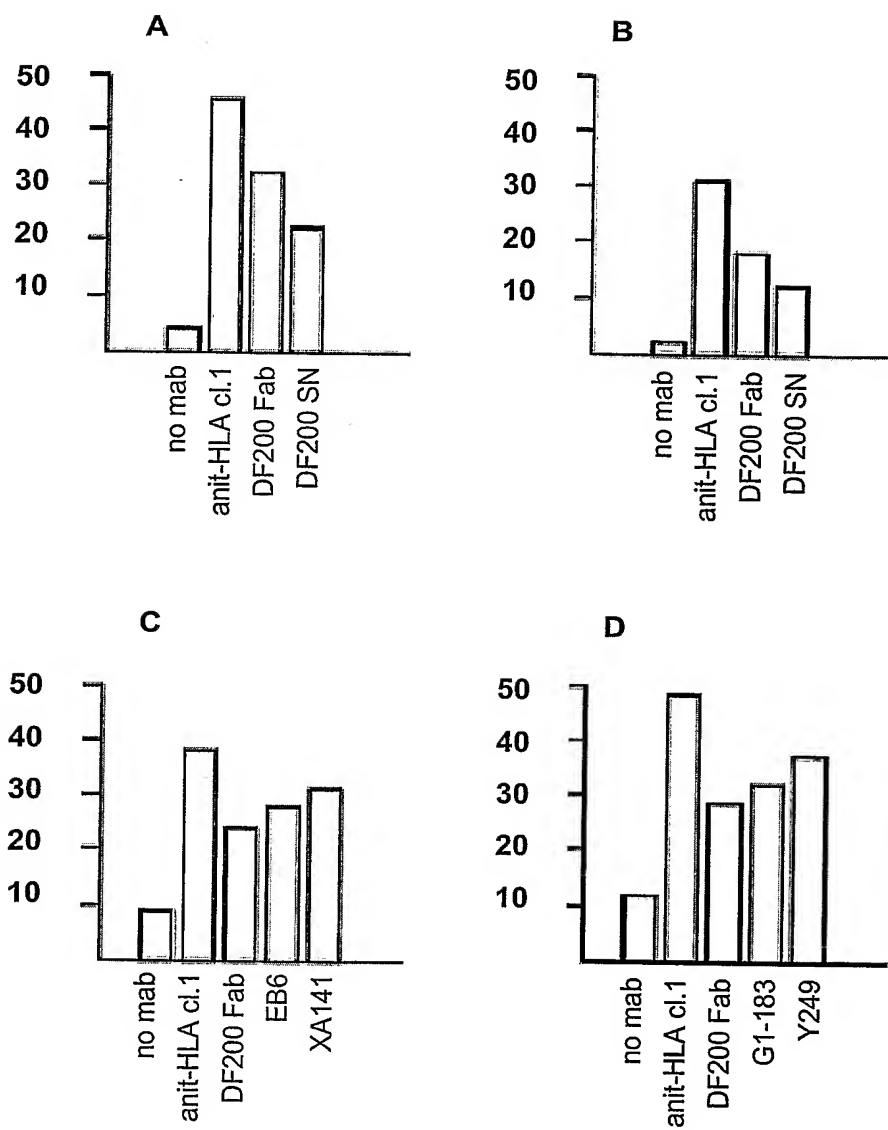 A
50
40
30
20
10
no mab
anit-HLA cl.1
DF200 Fab
DF200 SN
B
50
40
30
20
10
no mab
anit-HLA cl.1
DF200 Fab
DF200 SN
C
50
40
30
20
10
no mab
anit-HLA cl.1
DF200 Fab
EB6
XA141
D
50
40
30
20
10
no mab
anit-HLA cl.1
DF200 Fab
G1-183
Y249